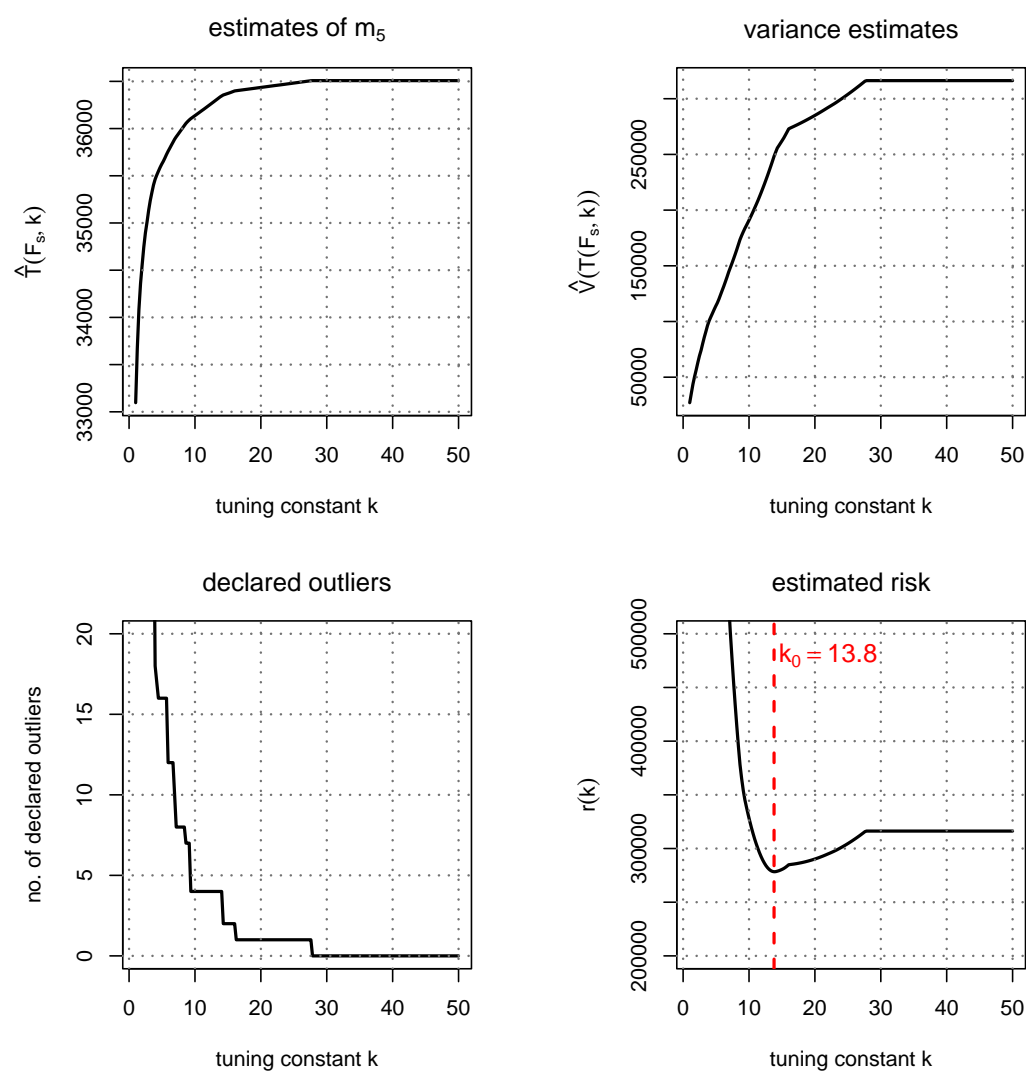 estimates of m₅
36000
35000
34000
33000
T̂(Fₛ, k)
0 10 20 30 40 50
tuning constant k
variance estimates
250000
150000
50000
V̂(T(Fₛ, k))
0 10 20 30 40 50
tuning constant k
declared outliers
20
15
10
5
0
no. of declared outliers
0 10 20 30 40 50
tuning constant k
estimated risk
500000
400000
300000
200000
r(k)
k₀ = 13.8
0 10 20 30 40 50
tuning constant k